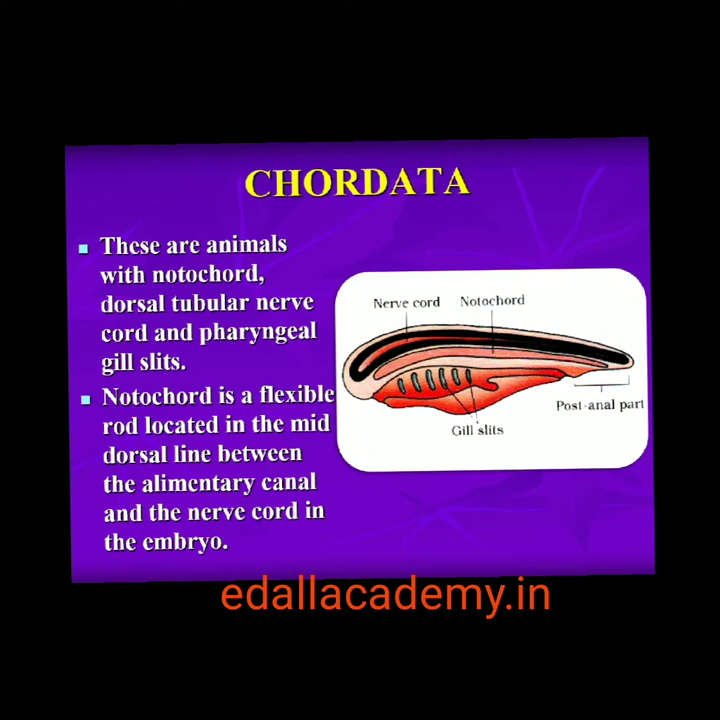 CHORDATA
These are animals
with notochord,
dorsal tubular nerve
cord and pharyngeal
gill slits.
Notochord is a flexible
rod located in the mid
dorsal line between
the alimentary canal
and the nerve cord in
the embryo.
Nerve cord
Notochord
Post-anal part
Gill slits
edallacademy.in